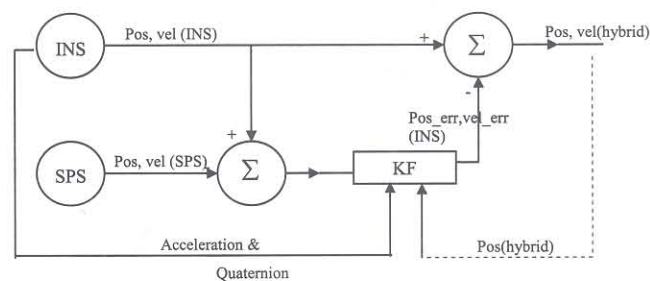 INS
Pos, vel (INS)
+
Σ
Pos, vel(hybrid)
-
Pos_err,vel_err
(INS)
+
SPS
Pos, vel (SPS)
Σ
KF
Acceleration &
Quaternion
Pos(hybrid)